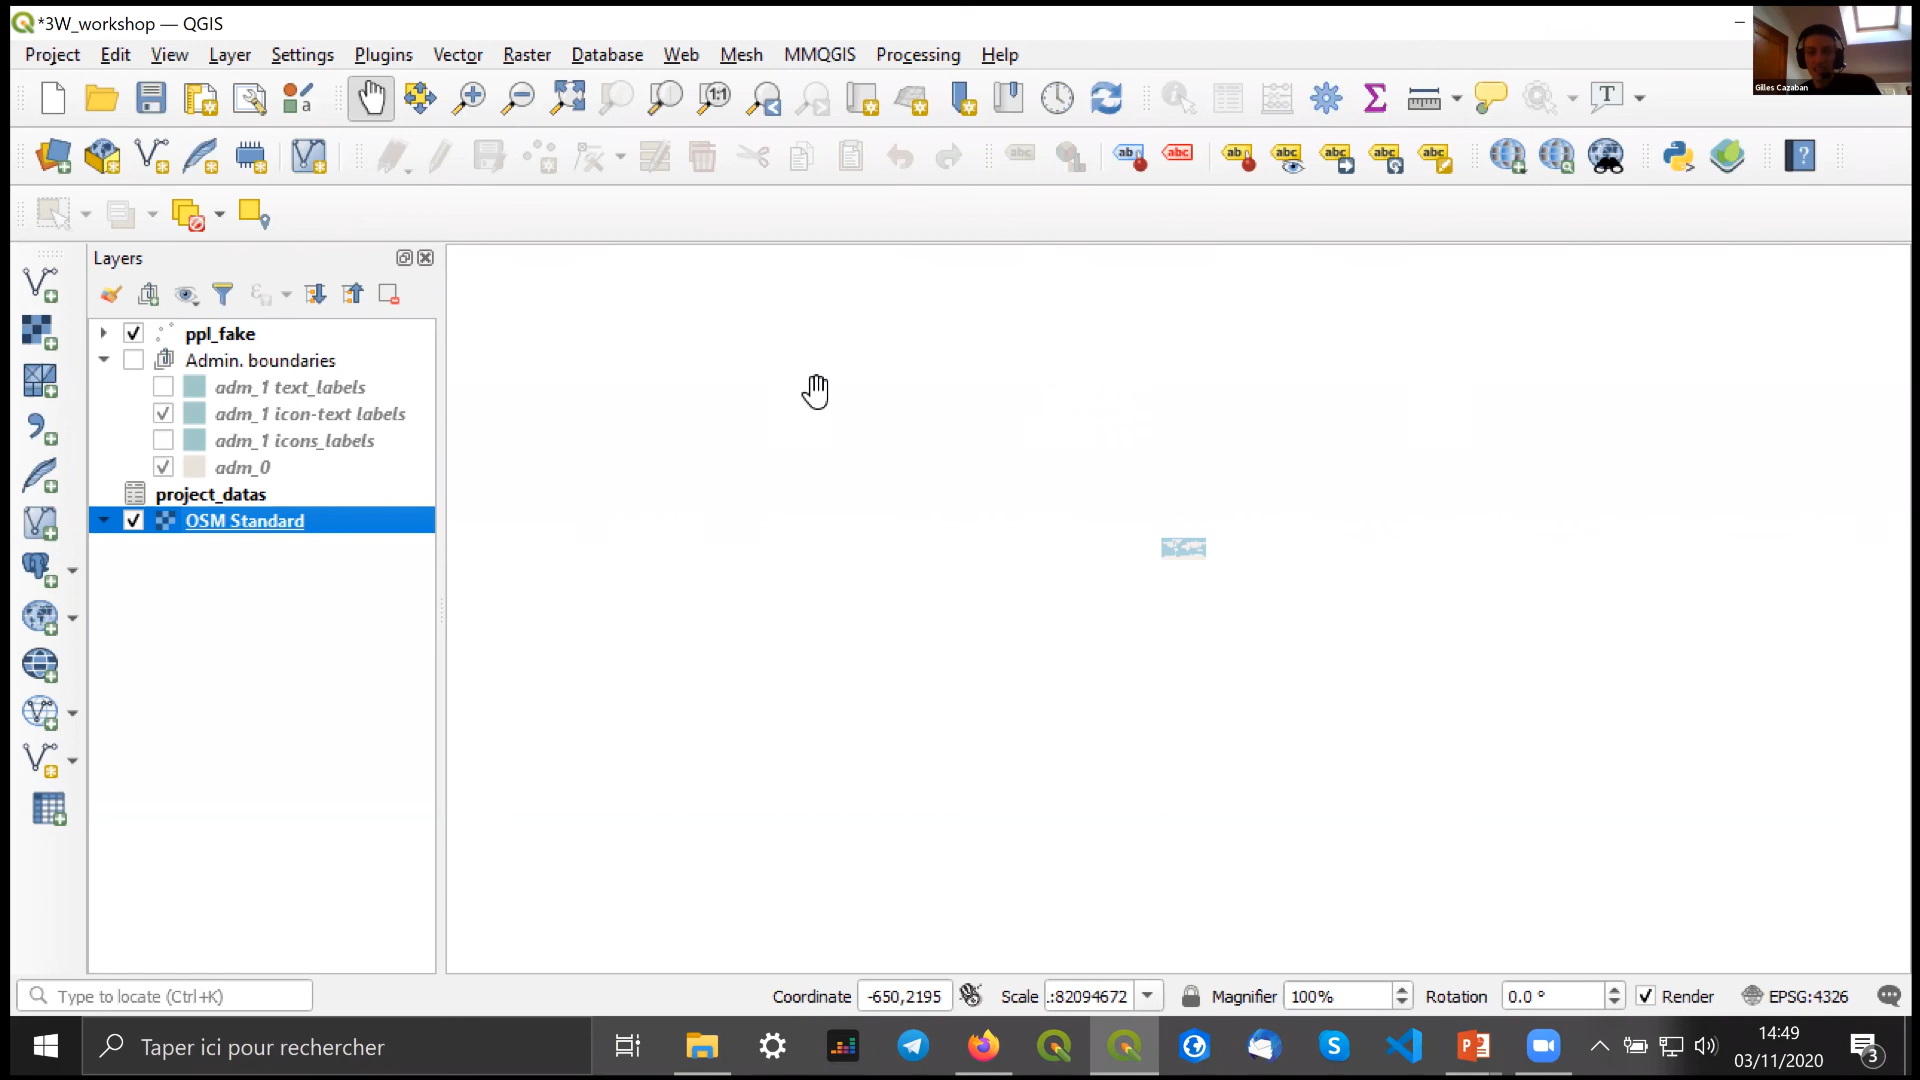 *3W_workshop — QGIS
Project Edit View Layer Settings Plugins Vector Raster Database Web Mesh MMQGIS Processing Help
Gilles Cazaban
Layers
ppl_fake
Admin. boundaries
adm_1 text_labels
adm_1 icon-text labels
adm_1 icons_labels
adm_0
project_datas
OSM Standard
Type to locate (Ctrl+K)
Coordinate -650,2195 Scale .:82094672 Magnifier 100% Rotation 0.0 ° Render EPSG:4326
Taper ici pour rechercher
14:49
03/11/2020
3